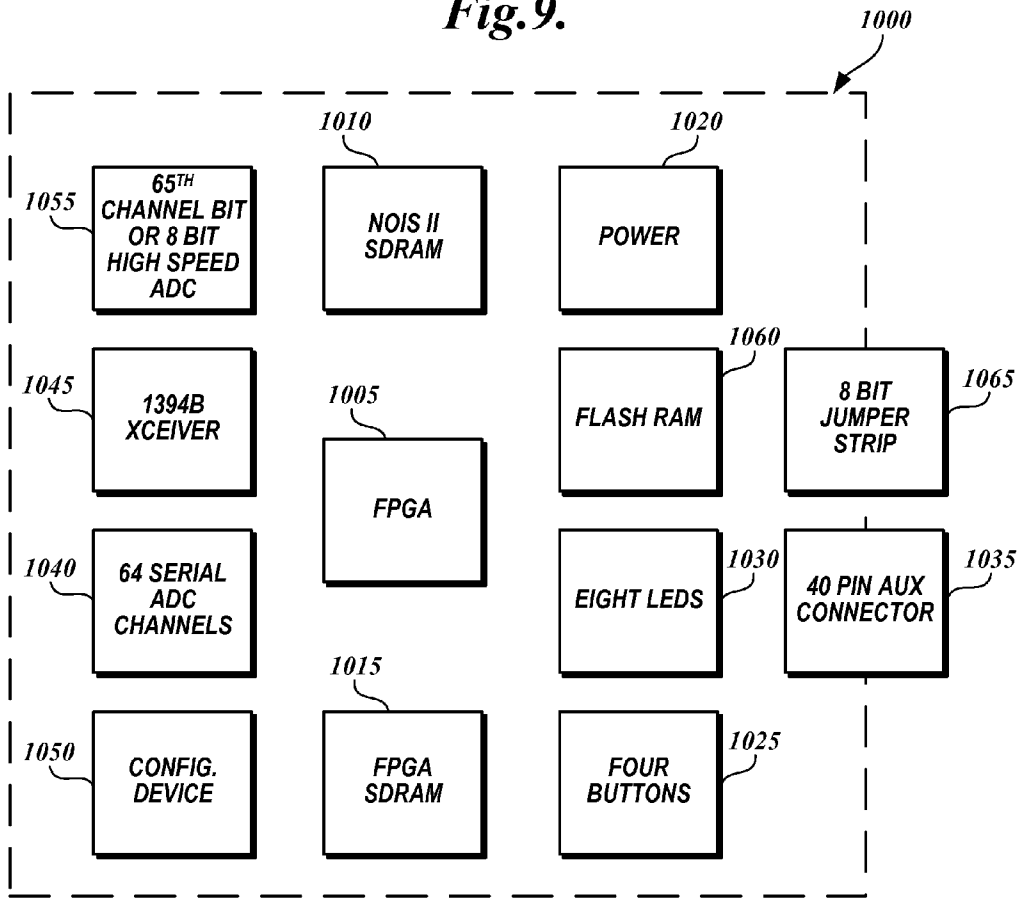 Fig.9.
1000
1010
1020
1055
65TH
CHANNEL BIT
OR 8 BIT
HIGH SPEED
ADC
NOIS II
SDRAM
POWER
1045
1394B
XCEIVER
1005
FPGA
1060
FLASH RAM
8 BIT
JUMPER
STRIP
1065
1040
64 SERIAL
ADC
CHANNELS
1030
EIGHT LEDS
40 PIN AUX
CONNECTOR
1035
1015
1050
CONFIG.
DEVICE
FPGA
SDRAM
FOUR
BUTTONS
1025